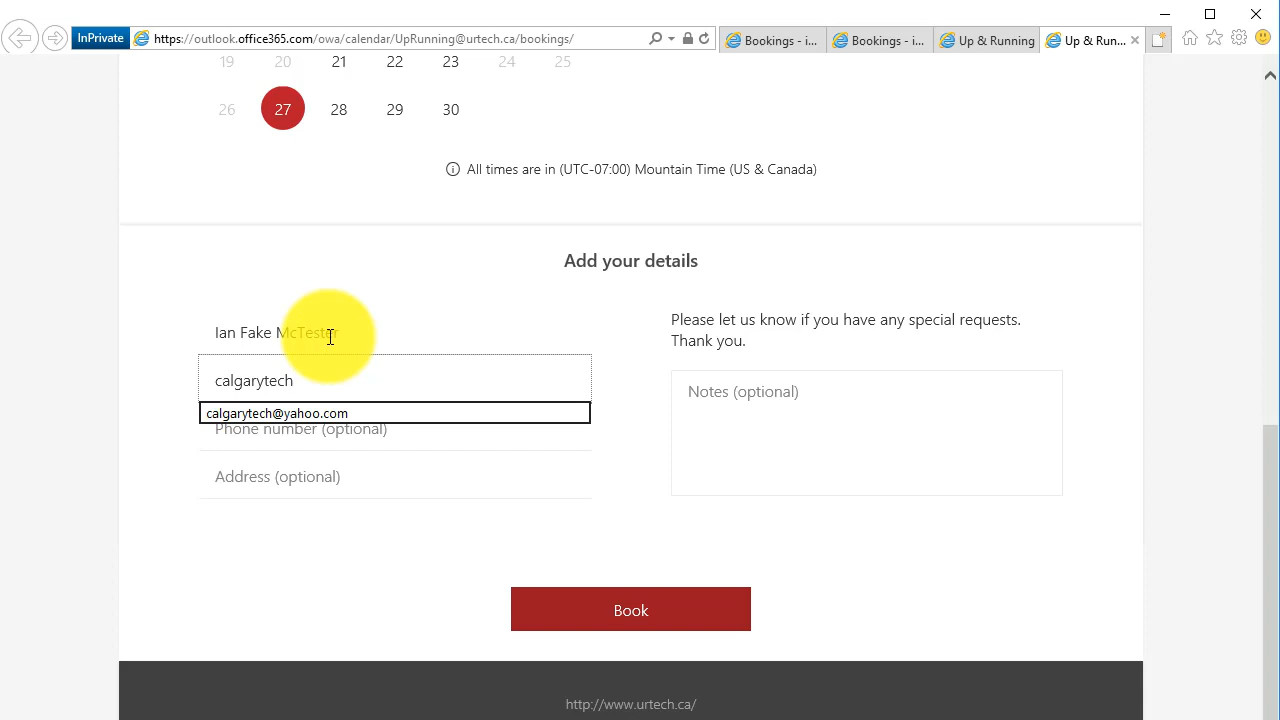 InPrivate
https://outlook.office365.com/owa/calendar/UpRunning@urtech.ca/bookings/
Bookings - i...
Bookings - i...
Up & Running
Up & Run...
19 20 21 22 23 24 25
26 27 28 29 30
All times are in (UTC-07:00) Mountain Time (US & Canada)
Add your details
Ian Fake McTester
calgarytech
calgarytech@yahoo.com
Phone number (optional)
Address (optional)
Please let us know if you have any special requests.
Thank you.
Notes (optional)
Book
http://www.urtech.ca/